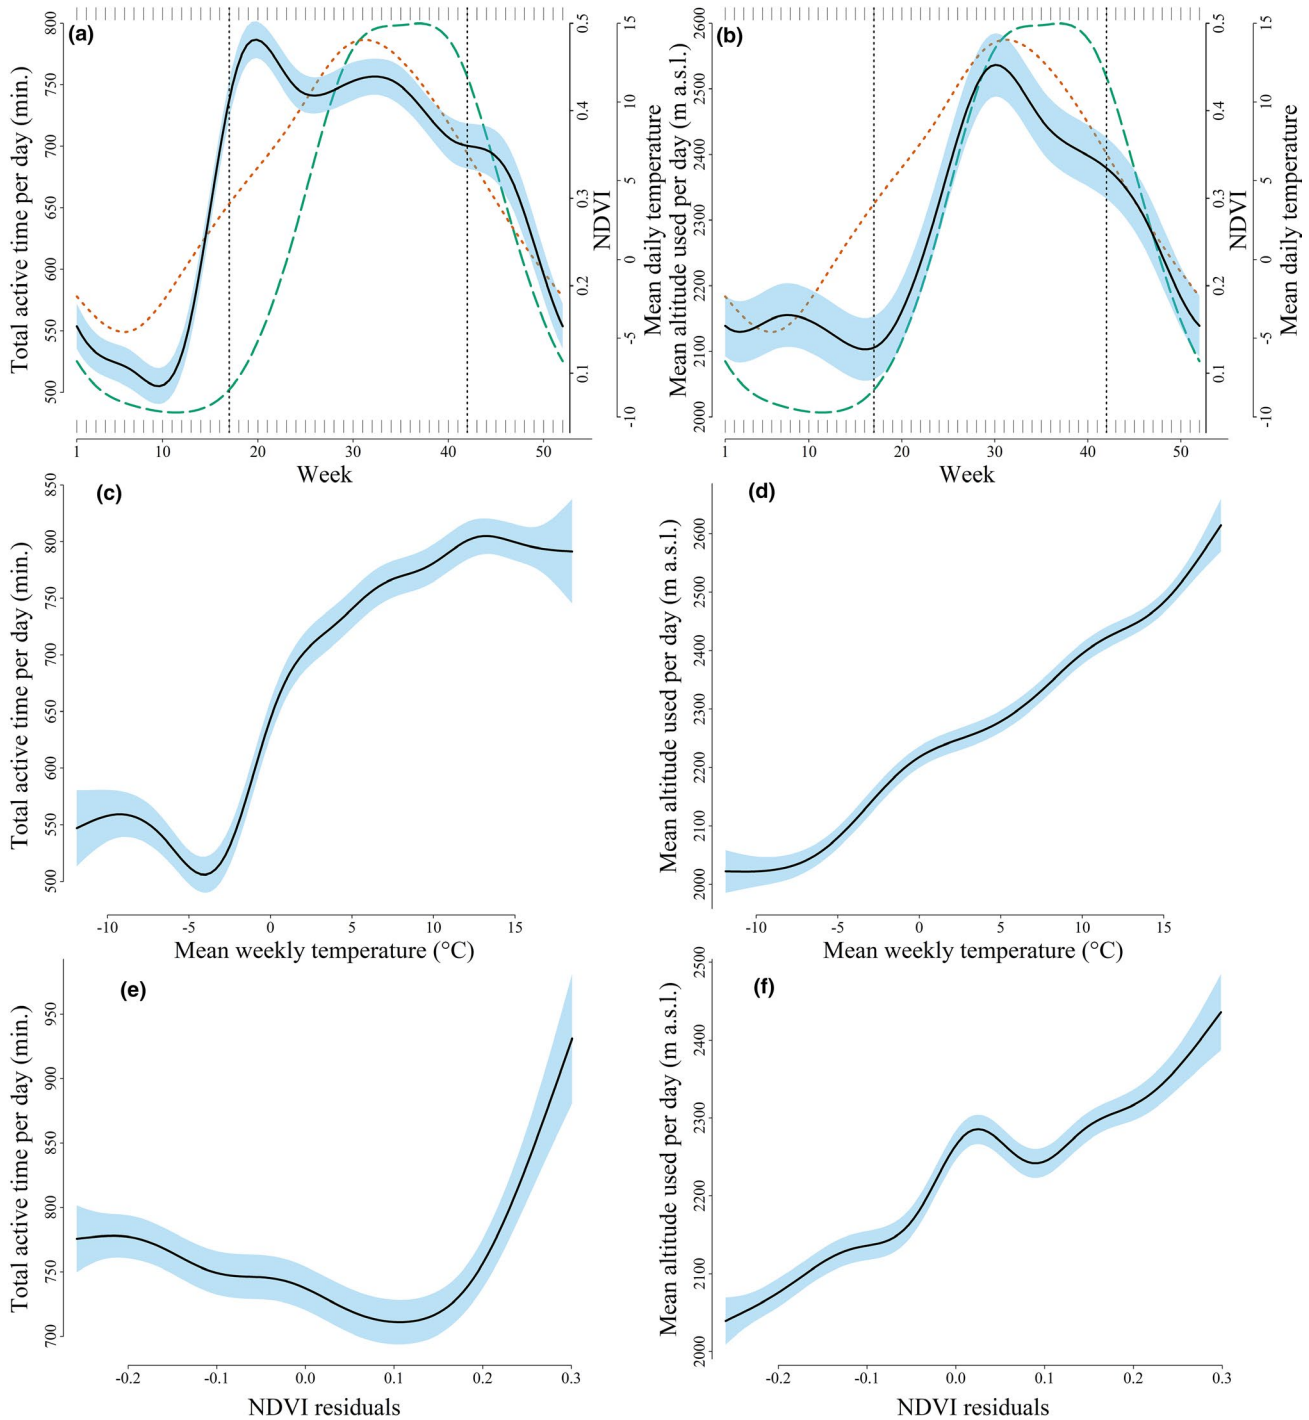 (a)
Total active time per day (min.)
500 550 600 650 700 750 800
1 20 30 40 50
10
Week
0.1 0.2 0.3 0.4 0.5
NDVI
-10 -5 0 5 10 15
Mean daily temperature
(b)
Mean altitude used per day (m a.s.l.)
2000 2100 2200 2300 2400 2500 2600
1 10 20 30 40 50
Week
0.1 0.2 0.3 0.4 0.5
NDVI
-10 -5 0 5 10 15
Mean daily temperature
(c)
Total active time per day (min.)
500 550 600 650 700 750 800 850
-10 -5 0 5 10 15
Mean weekly temperature (°C)
(d)
Mean altitude used per day (m a.s.l.)
2000 2100 2200 2300 2400 2500 2600
-10 -5 0 5 10 15
Mean weekly temperature (°C)
(e)
Total active time per day (min.)
700 750 800 850 900 950
-0.2 -0.1 0.0 0.1 0.2 0.3
NDVI residuals
(f)
Mean altitude used per day (m a.s.l.)
2000 2100 2200 2300 2400 2500
-0.2 -0.1 0.0 0.1 0.2 0.3
NDVI residuals